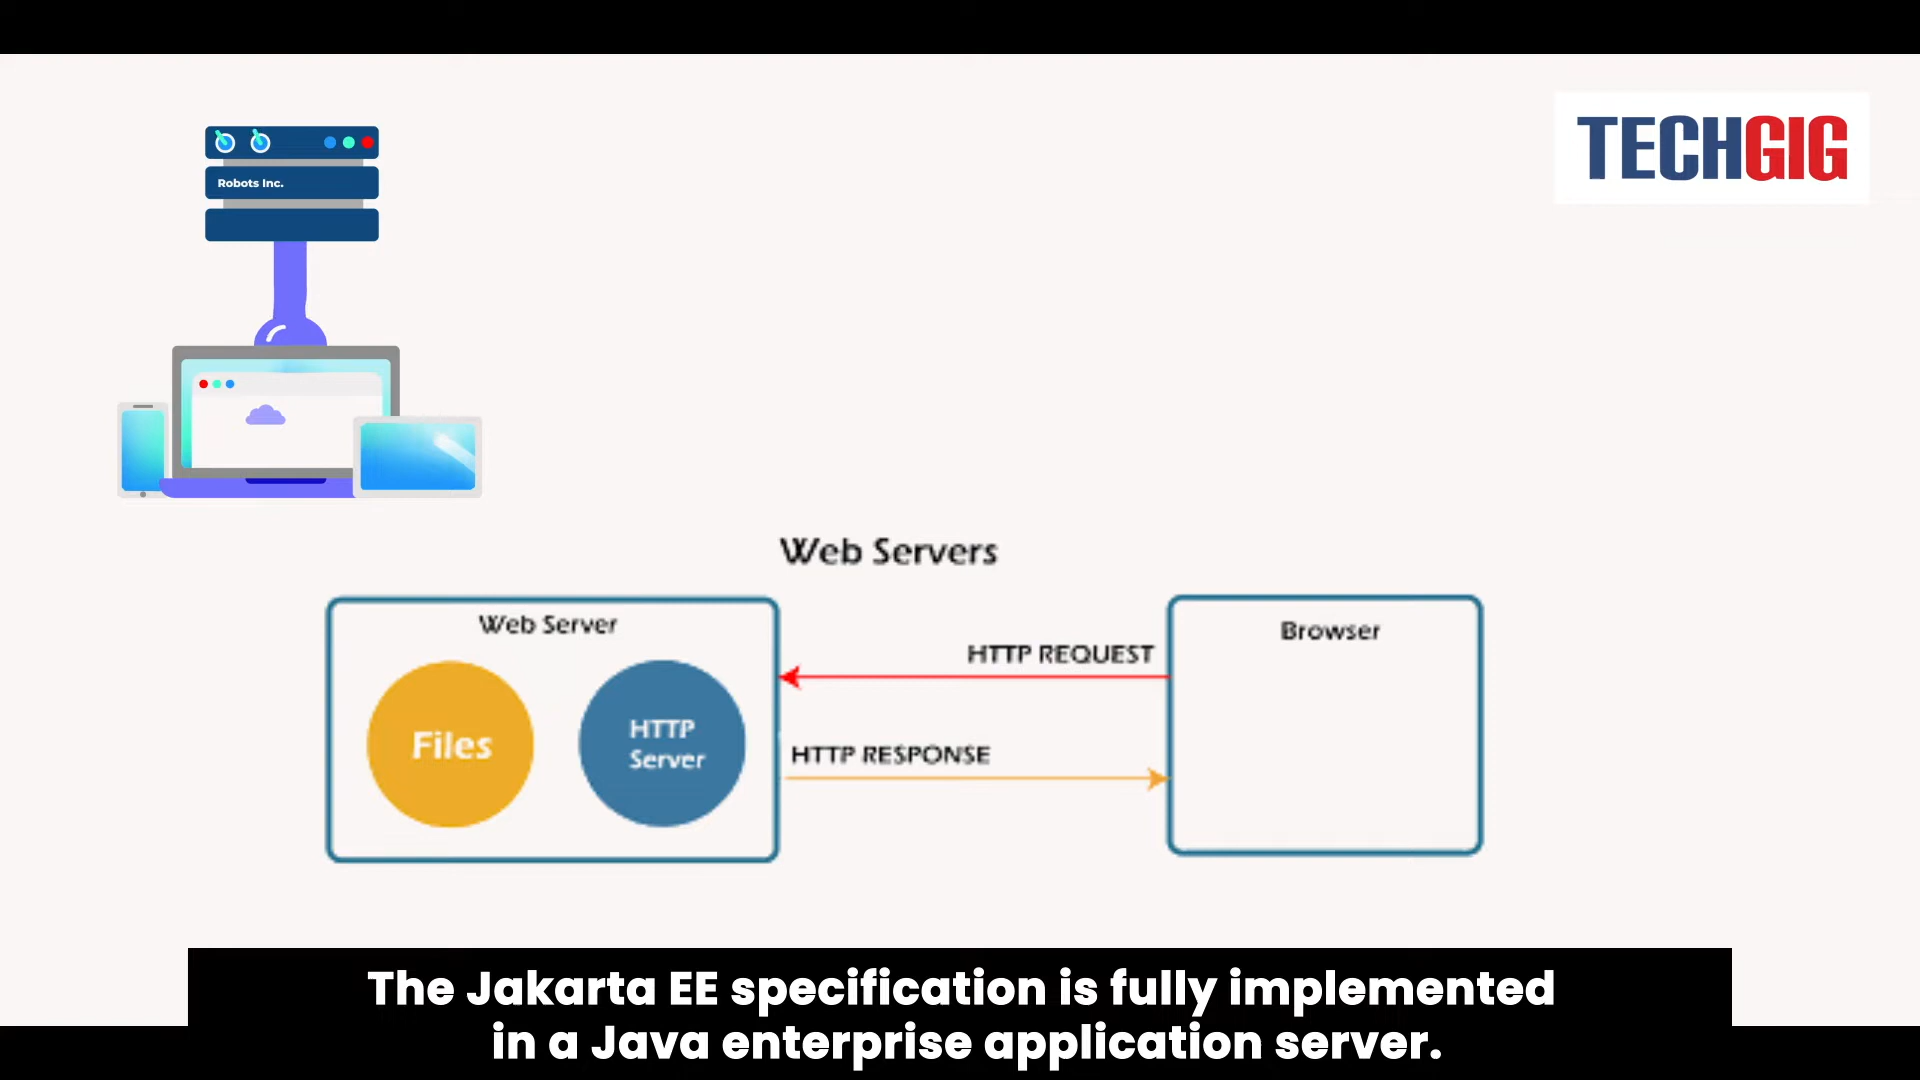 TECHGIG
Robots Inc.
Web Servers
Web Server
Files
HTTP
Server
HTTP REQUEST
HTTP RESPONSE
Browser
The Jakarta EE specification is fully implemented
in a Java enterprise application server.